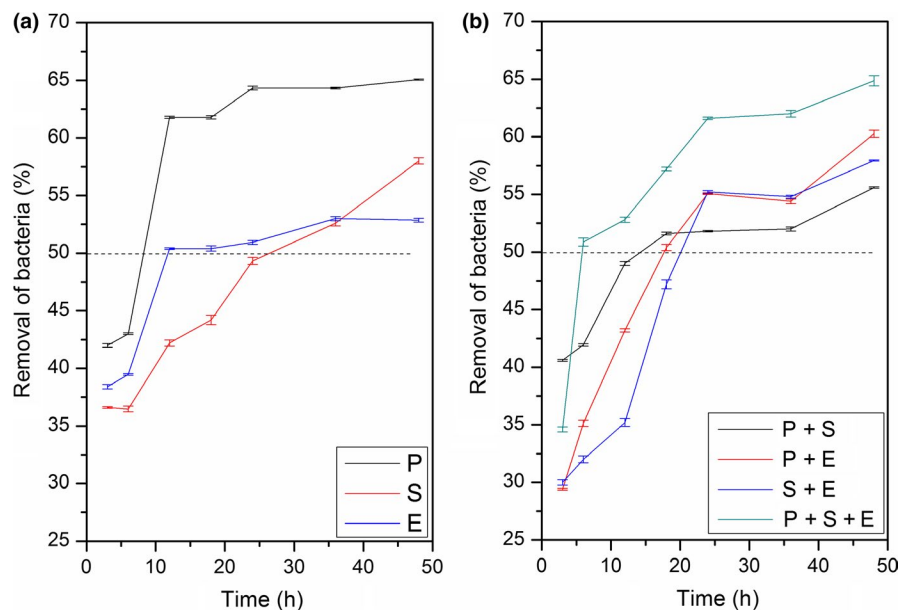 (a)
70
65
60
55
50
45
40
35
30
25
Removal of bacteria (%)
0 10 20 30 40 50
Time (h)
P
S
E
(b)
70
65
60
55
50
45
40
35
30
25
Removal of bacteria (%)
0 10 20 30 40 50
Time (h)
P + S
P + E
S + E
P + S + E